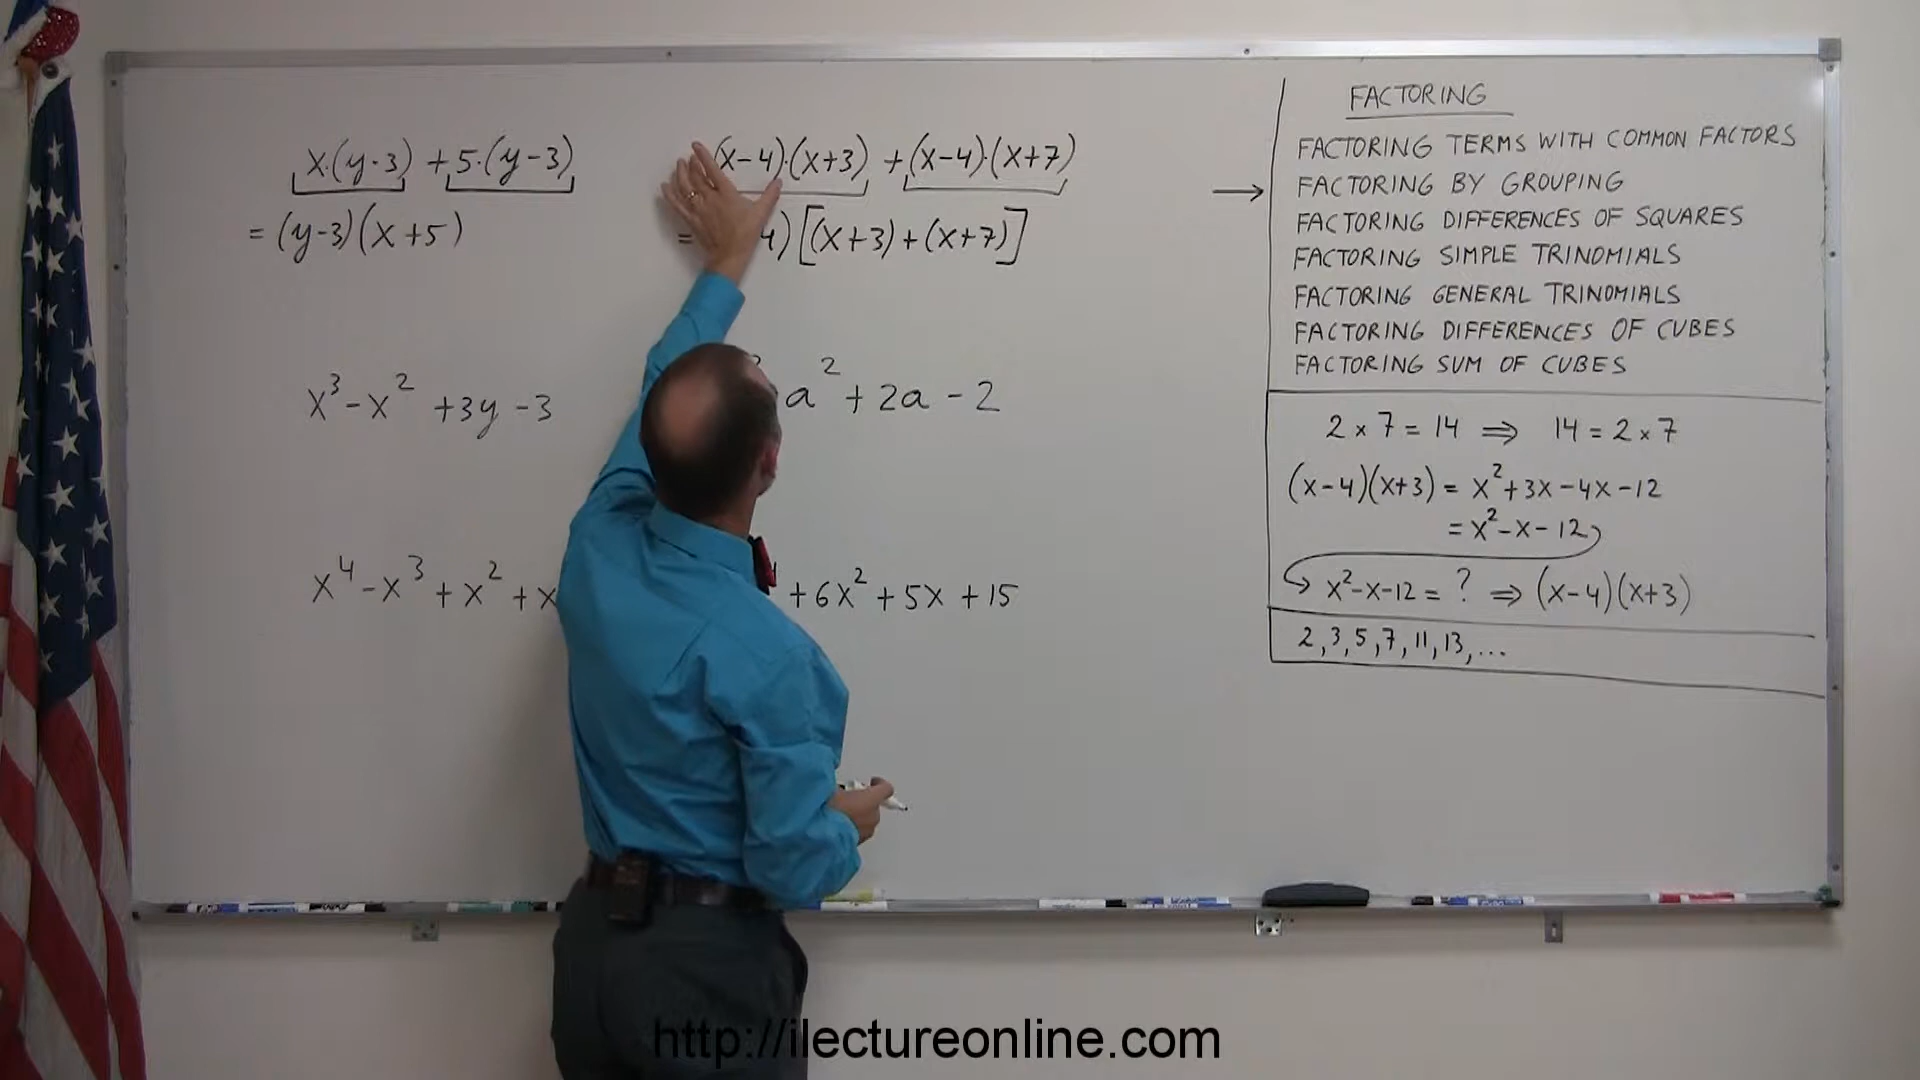 x·(y-3) + 5·(y-3)
= (y-3)(x+5)
(x-4)·(x+3) + (x-4)·(x+7)
= 4)[(x+3)+(x+7)]
x³-x² +3y -3
a² + 2a - 2
x⁴-x³+x²+x
+6x²+5x+15
FACTORING
FACTORING TERMS WITH COMMON FACTORS
→ FACTORING BY GROUPING
FACTORING DIFFERENCES OF SQUARES
FACTORING SIMPLE TRINOMIALS
FACTORING GENERAL TRINOMIALS
FACTORING DIFFERENCES OF CUBES
FACTORING SUM OF CUBES
2 × 7 = 14 ⇒ 14 = 2 × 7
(x-4)(x+3) = x²+3x-4x-12
= x²-x-12
x²-x-12 = ? ⇒ (x-4)(x+3)
2,3,5,7,11,13,...
http://ilectureonline.com